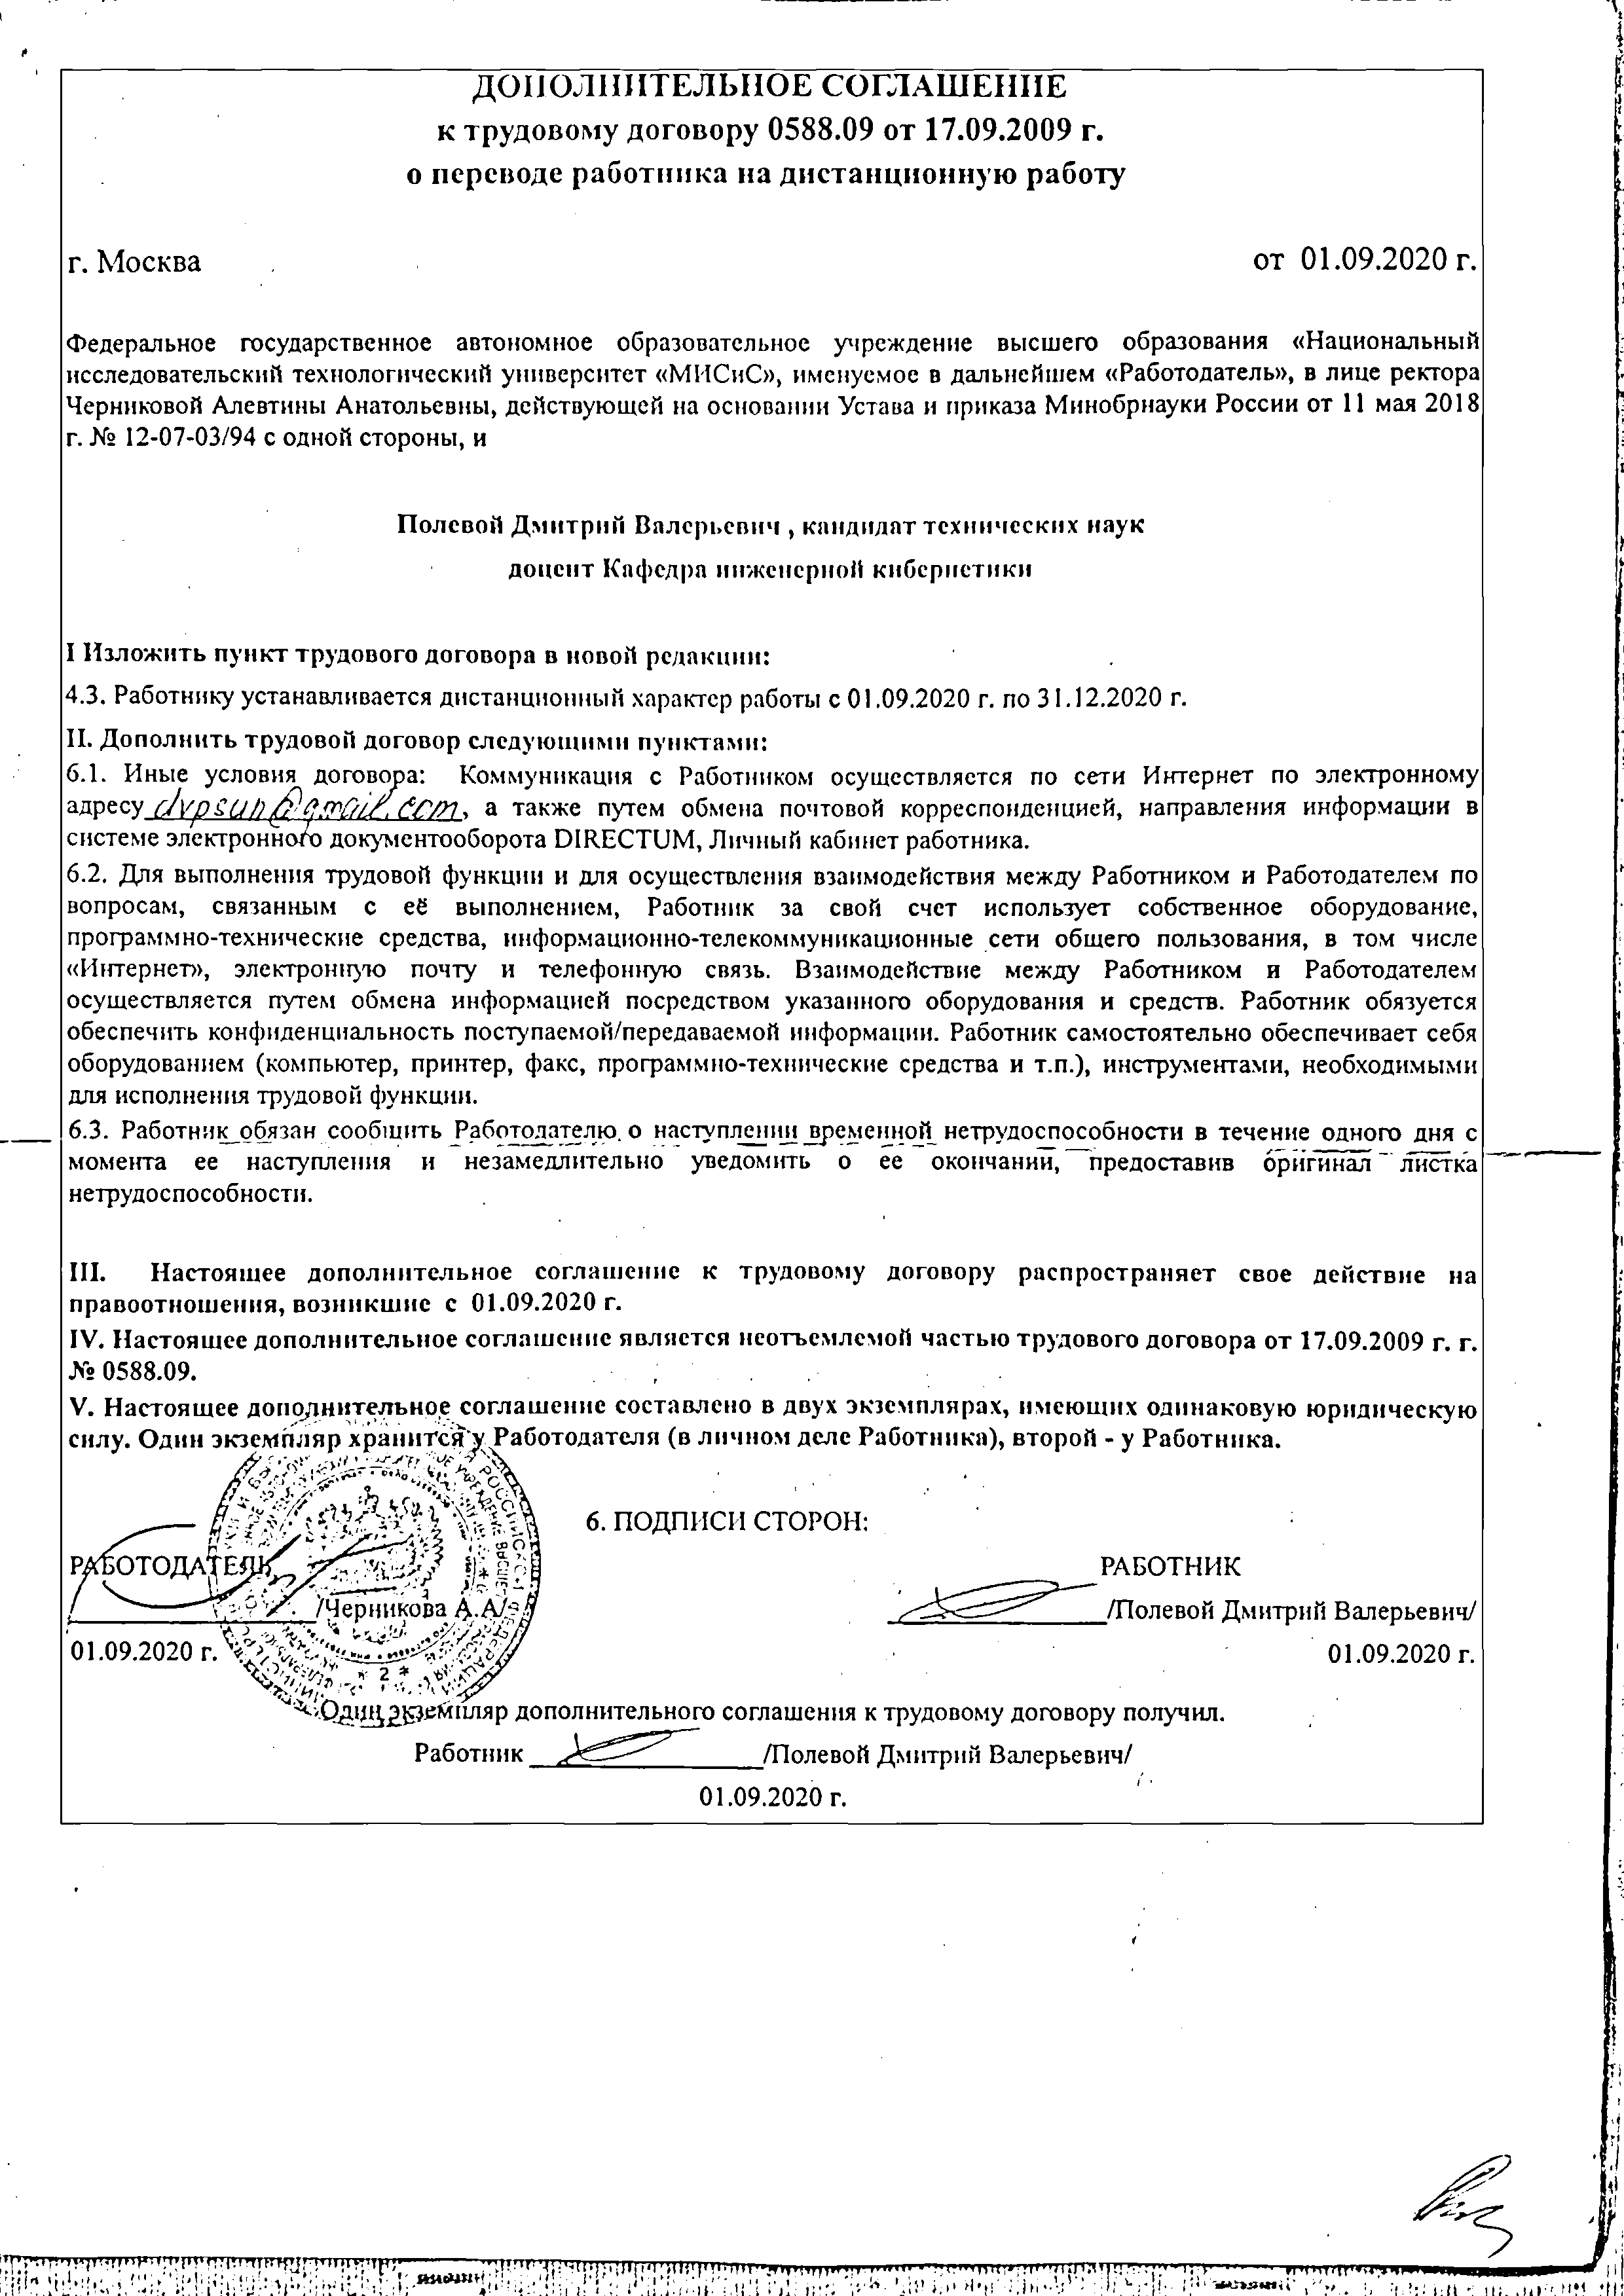 ДОПОЛНИТЕЛЬНОЕ СОГЛАШЕНИЕ
к трудовому договору 0588.09 от 17.09.2009 г.
о переводе работника на дистанционную работу
г. Москва
от 01.09.2020 г.
Федеральное государственное автономное образовательное учреждение высшего образования «Национальный
исследовательский технологический университет «МИСиС», именуемое в дальнейшем «Работодатель», в лице ректора
Черниковой Алевтины Анатольевны, действующей на основании Устава и приказа Минобрнауки России от 11 мая 2018
г. № 12-07-03/94 с одной стороны, и
Полевой Дмитрий Валерьевич , кандидат технических наук
доцент Кафедра инженерной кибернетики
I Изложить пункт трудового договора в новой редакции:
4.3. Работнику устанавливается дистанционный характер работы с 01.09.2020 г. по 31.12.2020 г.
II. Дополнить трудовой договор следующими пунктами:
6.1. Иные условия договора: Коммуникация с Работником осуществляется по сети Интернет по электронному
адресу dvpsun@gmail.com, а также путем обмена почтовой корреспонденцией, направления информации в
системе электронного документооборота DIRECTUM, Личный кабинет работника.
6.2. Для выполнения трудовой функции и для осуществления взаимодействия между Работником и Работодателем по
вопросам, связанным с её выполнением, Работник за свой счет использует собственное оборудование,
программно-технические средства, информационно-телекоммуникационные сети общего пользования, в том числе
«Интернет», электронную почту и телефонную связь. Взаимодействие между Работником и Работодателем
осуществляется путем обмена информацией посредством указанного оборудования и средств. Работник обязуется
обеспечить конфиденциальность поступаемой/передаваемой информации. Работник самостоятельно обеспечивает себя
оборудованием (компьютер, принтер, факс, программно-технические средства и т.п.), инструментами, необходимыми
для исполнения трудовой функции.
6.3. Работник обязан сообщить Работодателю о наступлении временной нетрудоспособности в течение одного дня с
момента ее наступления и незамедлительно уведомить о ее окончании, предоставив оригинал листка
нетрудоспособности.
III. Настоящее дополнительное соглашение к трудовому договору распространяет свое действие на
правоотношения, возникшие с 01.09.2020 г.
IV. Настоящее дополнительное соглашение является неотъемлемой частью трудового договора от 17.09.2009 г. г.
№ 0588.09.
V. Настоящее дополнительное соглашение составлено в двух экземплярах, имеющих одинаковую юридическую
силу. Один экземпляр хранится у Работодателя (в личном деле Работника), второй - у Работника.
6. ПОДПИСИ СТОРОН:
РАБОТОДАТЕЛЬ
РАБОТНИК
/Черникова А.А/
/Полевой Дмитрий Валерьевич/
01.09.2020 г.
01.09.2020 г.
Один экземпляр дополнительного соглашения к трудовому договору получил.
Работник /Полевой Дмитрий Валерьевич/
01.09.2020 г.